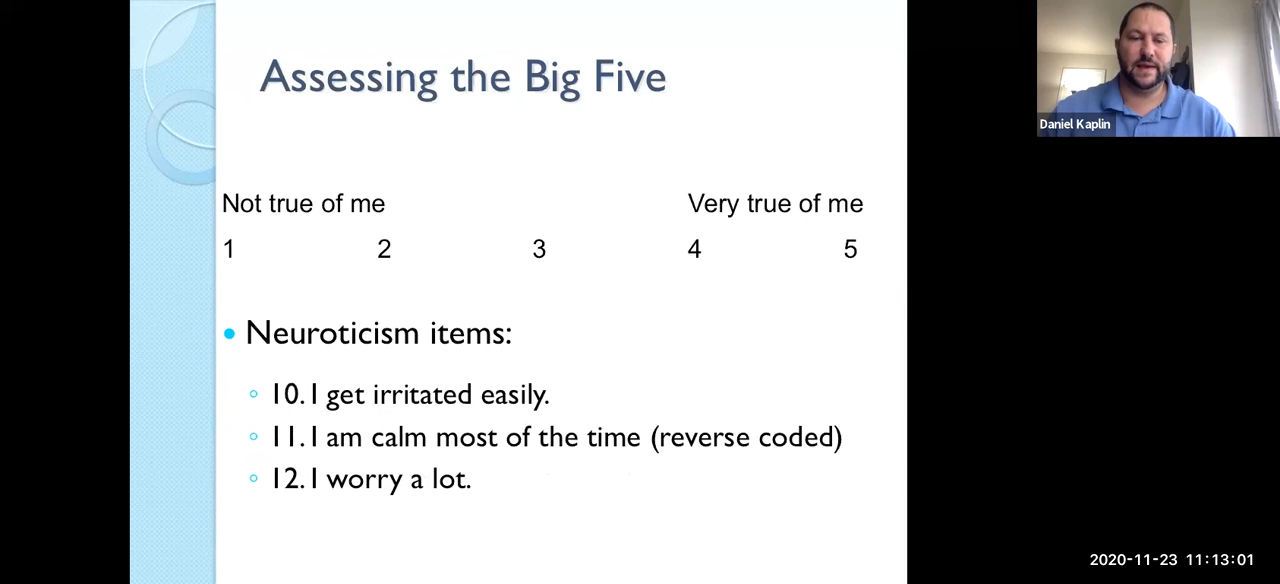 Assessing the Big Five
Daniel Kaplin
Not true of me Very true of me
1 2 3 4 5
Neuroticism items:
10. I get irritated easily.
11. I am calm most of the time (reverse coded)
12. I worry a lot.
2020-11-23 11:13:01